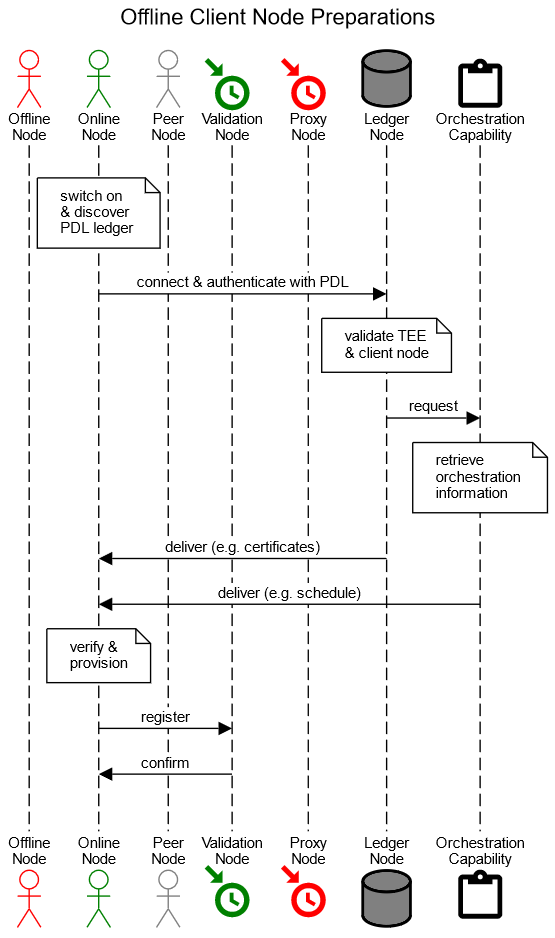 Offline Client Node Preparations
Offline
Node
Online
Node
Peer
Node
Validation
Node
Proxy
Node
Ledger
Node
Orchestration
Capability
switch on
& discover
PDL ledger
connect & authenticate with PDL
validate TEE
& client node
request
retrieve
orchestration
information
deliver (e.g. certificates)
deliver (e.g. schedule)
verify &
provision
register
confirm
Offline
Node
Online
Node
Peer
Node
Validation
Node
Proxy
Node
Ledger
Node
Orchestration
Capability